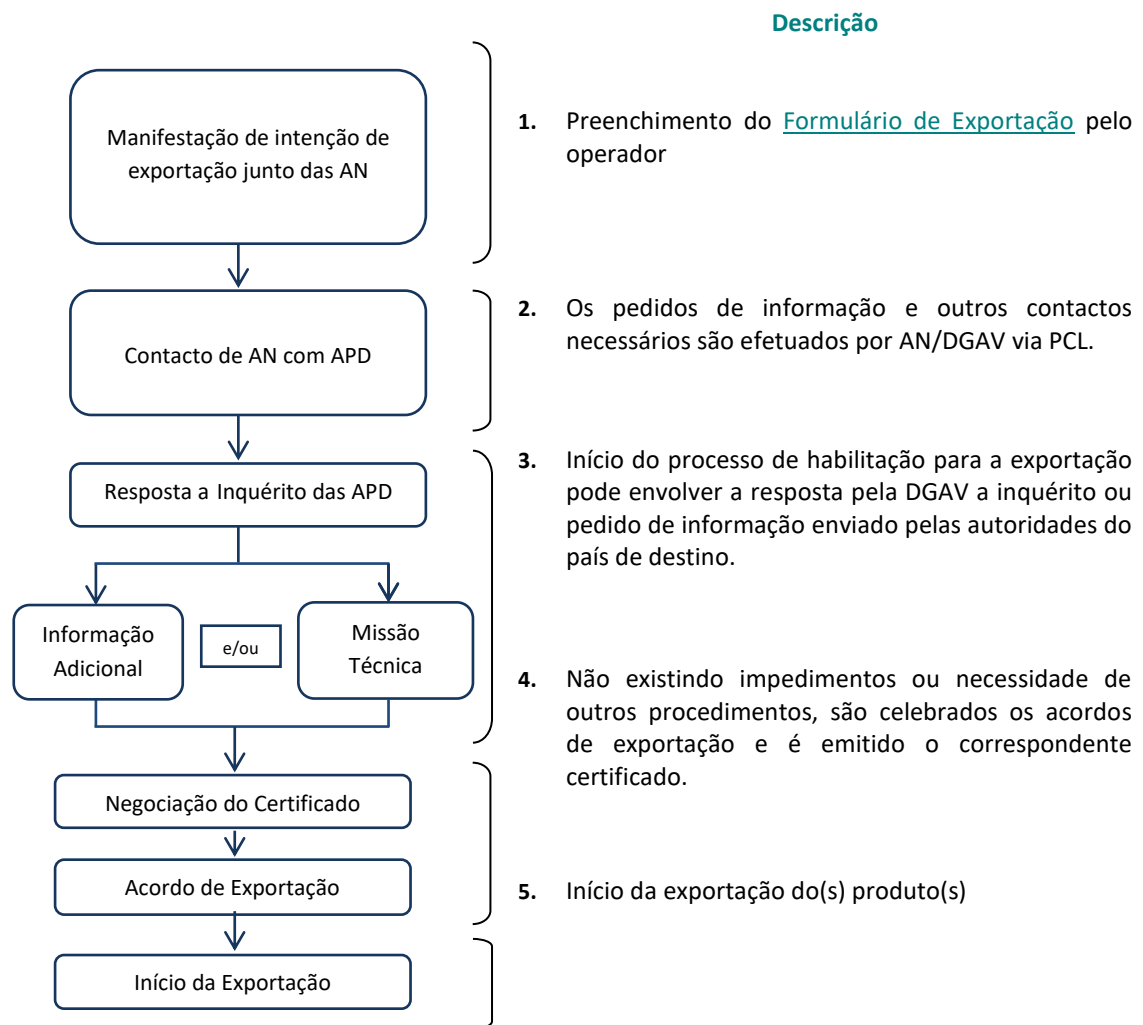 Descrição
Manifestação de intenção de
exportação junto das AN
1. Preenchimento do Formulário de Exportação pelo
operador
Contacto de AN com APD
2. Os pedidos de informação e outros contactos
necessários são efetuados por AN/DGAV via PCL.
Resposta a Inquérito das APD
Informação
Adicional
e/ou
Missão
Técnica
3. Início do processo de habilitação para a exportação
pode envolver a resposta pela DGAV a inquérito ou
pedido de informação enviado pelas autoridades do
país de destino.
Negociação do Certificado
Acordo de Exportação
4. Não existindo impedimentos ou necessidade de
outros procedimentos, são celebrados os acordos
de exportação e é emitido o correspondente
certificado.
Início da Exportação
5. Início da exportação do(s) produto(s)